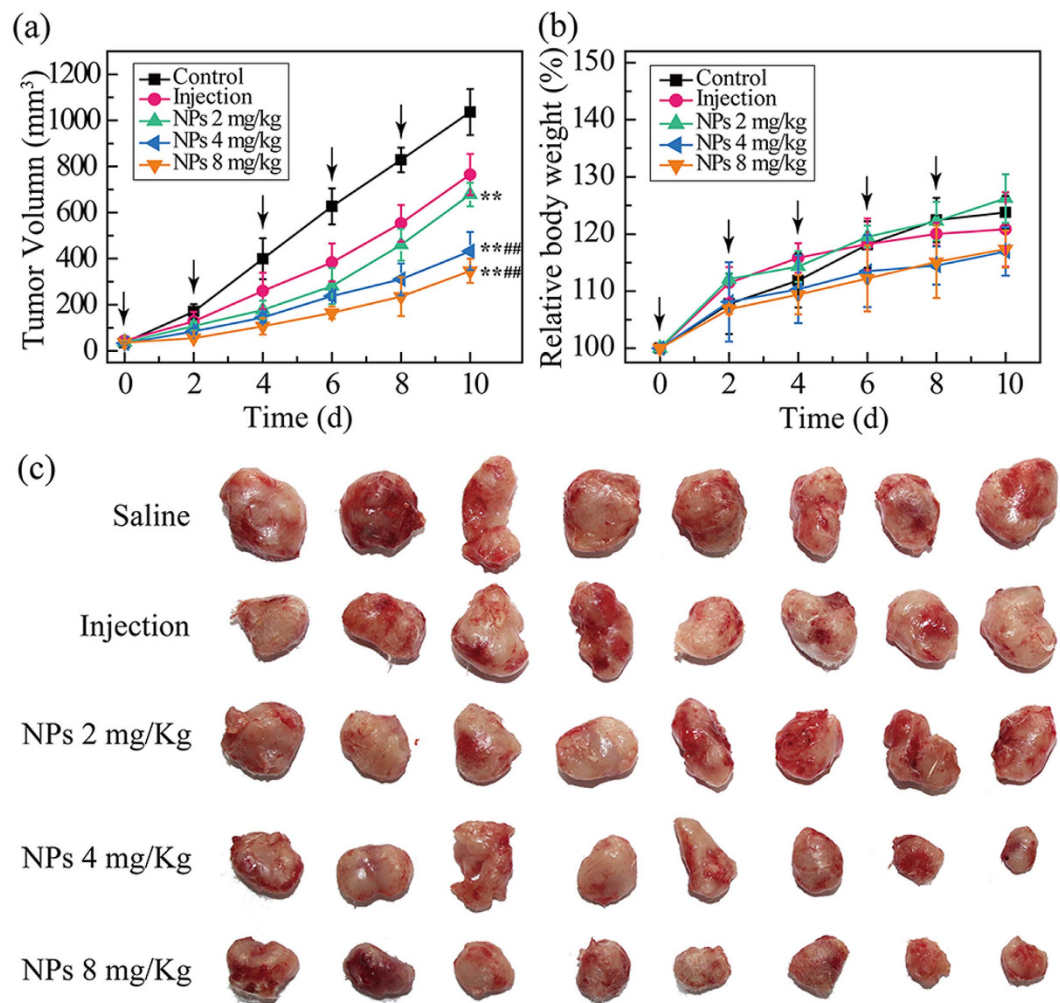 (a)
Tumor Volumn (mm³)
1200
1000
800
600
400
200
0
Control
Injection
NPs 2 mg/kg
NPs 4 mg/kg
NPs 8 mg/kg
**
**##
**##
0 2 4 6 8 10
Time (d)
(b)
Relative body weight (%)
150
140
130
120
110
100
Control
Injection
NPs 2 mg/kg
NPs 4 mg/kg
NPs 8 mg/kg
0 2 4 6 8 10
Time (d)
(c)
Saline
Injection
NPs 2 mg/Kg
NPs 4 mg/Kg
NPs 8 mg/Kg